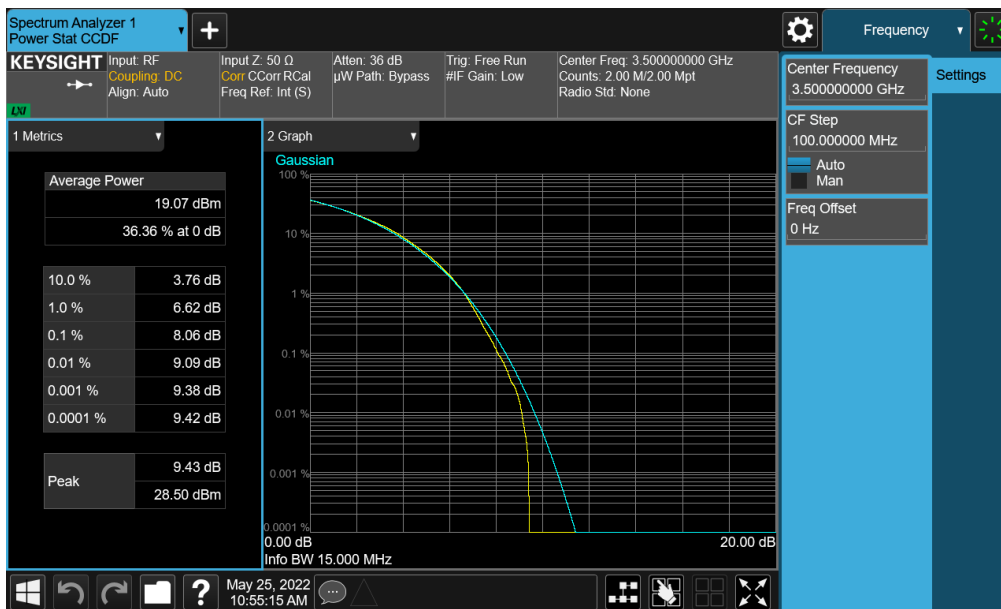 Spectrum Analyzer 1
Power Stat CCDF
+
Frequency
KEYSIGHT
LXI
Input: RF
Coupling: DC
Align: Auto
Input Z: 50 Ω
Corr CCorr RCal
Freq Ref: Int (S)
Atten: 36 dB
µW Path: Bypass
Trig: Free Run
#IF Gain: Low
Center Freq: 3.500000000 GHz
Counts: 2.00 M/2.00 Mpt
Radio Std: None
Center Frequency
3.500000000 GHz
Settings
CF Step
100.000000 MHz
Auto
Man
Freq Offset
0 Hz
1 Metrics
Average Power
19.07 dBm
36.36 % at 0 dB
10.0 % 3.76 dB
1.0 % 6.62 dB
0.1 % 8.06 dB
0.01 % 9.09 dB
0.001 % 9.38 dB
0.0001 % 9.42 dB
Peak
9.43 dB
28.50 dBm
2 Graph
Gaussian
100 %
10 %
1 %
0.1 %
0.01 %
0.001 %
0.0001 %
0.00 dB 20.00 dB
Info BW 15.000 MHz
?
May 25, 2022
10:55:15 AM